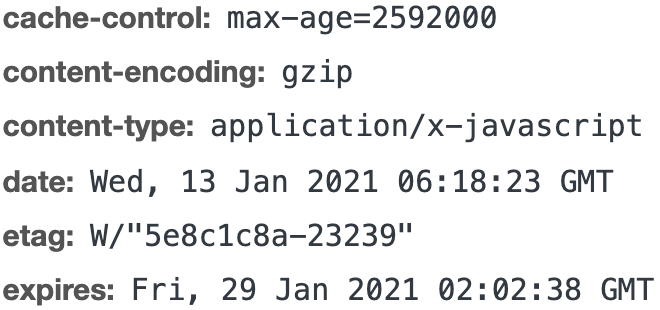 cache-control: max-age=2592000
content-encoding: gzip
content-type: application/x-javascript
date: Wed, 13 Jan 2021 06:18:23 GMT
etag: W/"5e8c1c8a-23239"
expires: Fri, 29 Jan 2021 02:02:38 GMT